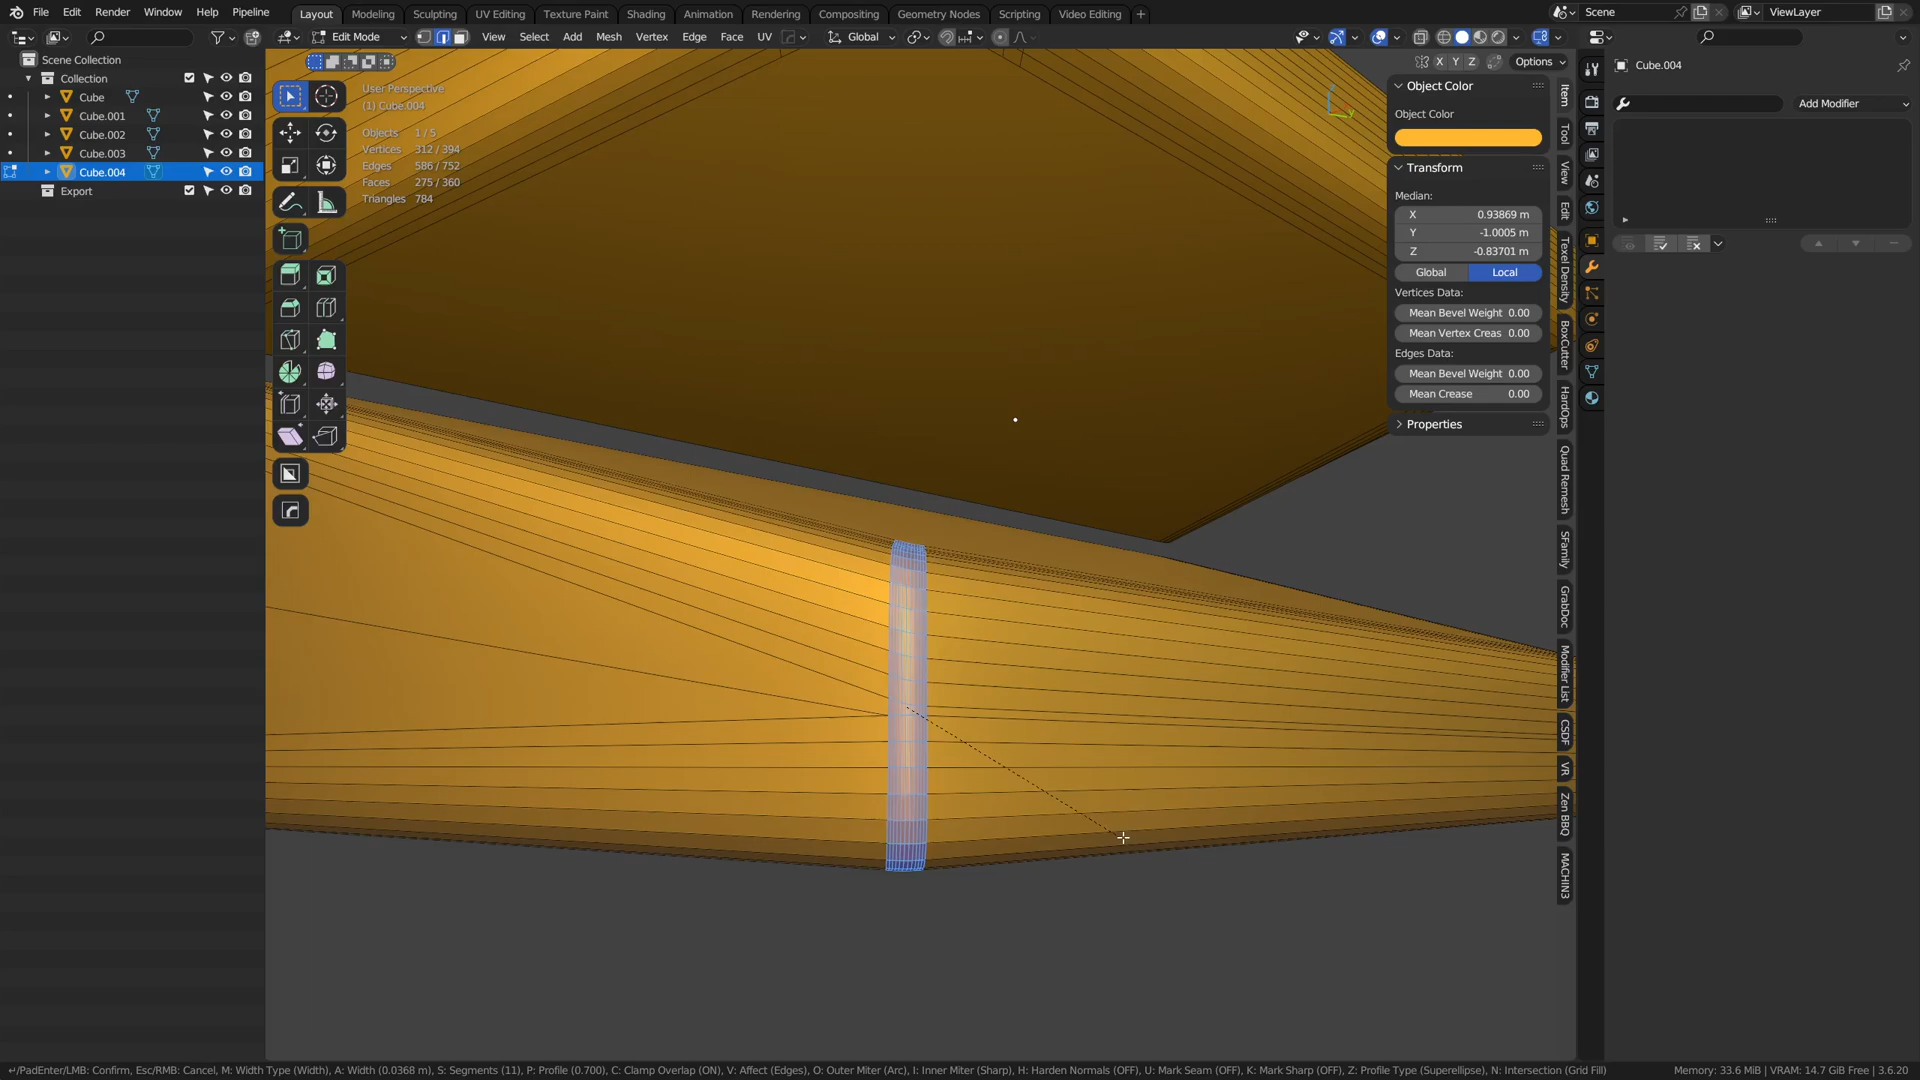 File Edit Render Window Help Pipeline
Layout Modeling Sculpting UV Editing Texture Paint Shading Animation Rendering Compositing Geometry Nodes Scripting Video Editing +
Scene
ViewLayer
Edit Mode
View Select Add Mesh Vertex Edge Face UV
Global
X Y Z
Options
Scene Collection
Collection
Cube
Cube.001
Cube.002
Cube.003
Cube.004
Export
User Perspective
(1) Cube.004
Objects 1 / 5
Vertices 312 / 394
Edges 586 / 752
Faces 275 / 360
Triangles 784
Object Color
Object Color
Transform
Median:
X 0.93869 m
Y -1.0005 m
Z -0.83701 m
Global Local
Vertices Data:
Mean Bevel Weight 0.00
Mean Vertex Creas 0.00
Edges Data:
Mean Bevel Weight 0.00
Mean Crease 0.00
Properties
Item
Tool
View
Edit
Texel Density
BoxCutter
HardOps
Quad Remesh
SFamily
GrabDoc
Modifier List
CSDF
VR
Zen BBQ
MACHIN3
Cube.004
Add Modifier
↵/PadEnter/LMB: Confirm, Esc/RMB: Cancel, M: Width Type (Width), A: Width (0.0368 m), S: Segments (11), P: Profile (0.700), C: Clamp Overlap (ON), V: Affect (Edges), O: Outer Miter (Arc), I: Inner Miter (Sharp), H: Harden Normals (OFF), U: Mark Seam (OFF), K: Mark Sharp (OFF), Z: Profile Type (Superellipse), N: Intersection (Grid Fill)
Memory: 33.6 MiB | VRAM: 14.7 GiB Free | 3.6.20